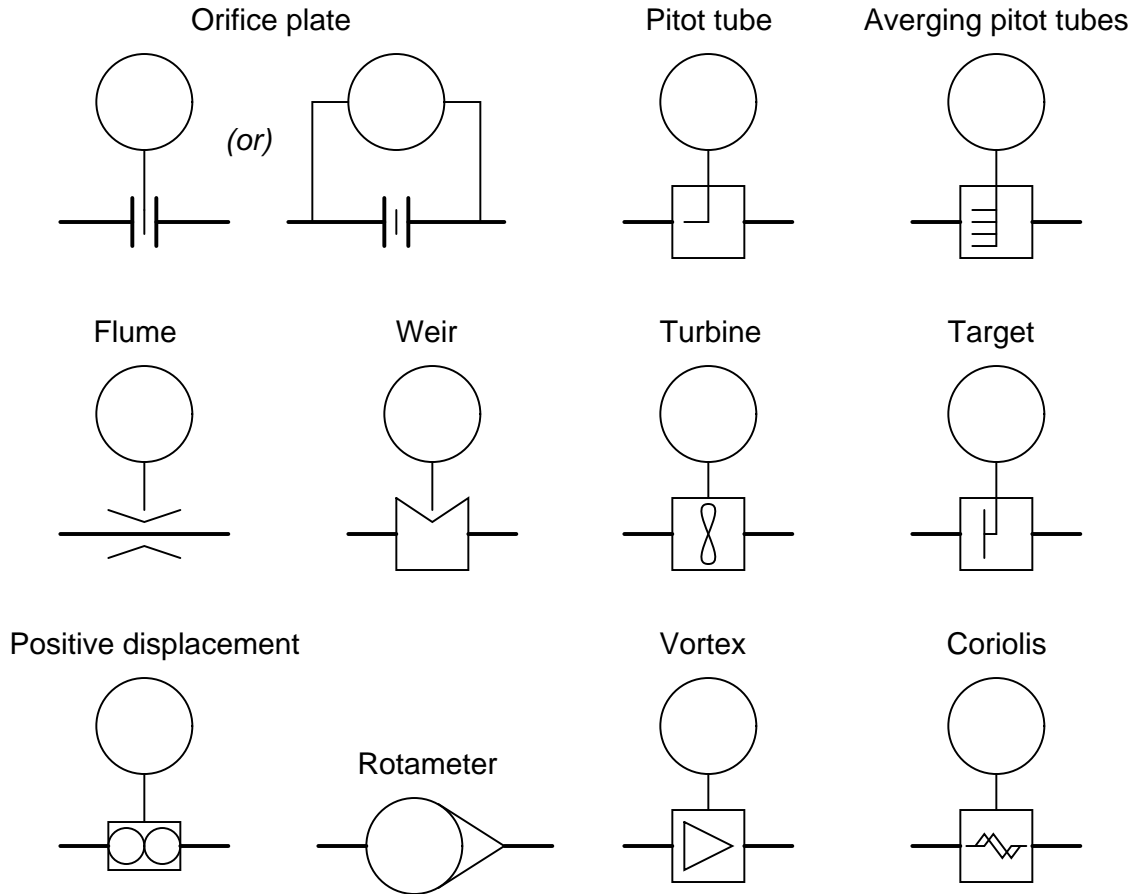 Orifice plate
Pitot tube
Averging pitot tubes
(or)
Flume
Weir
Turbine
Target
Positive displacement
Vortex
Coriolis
Rotameter